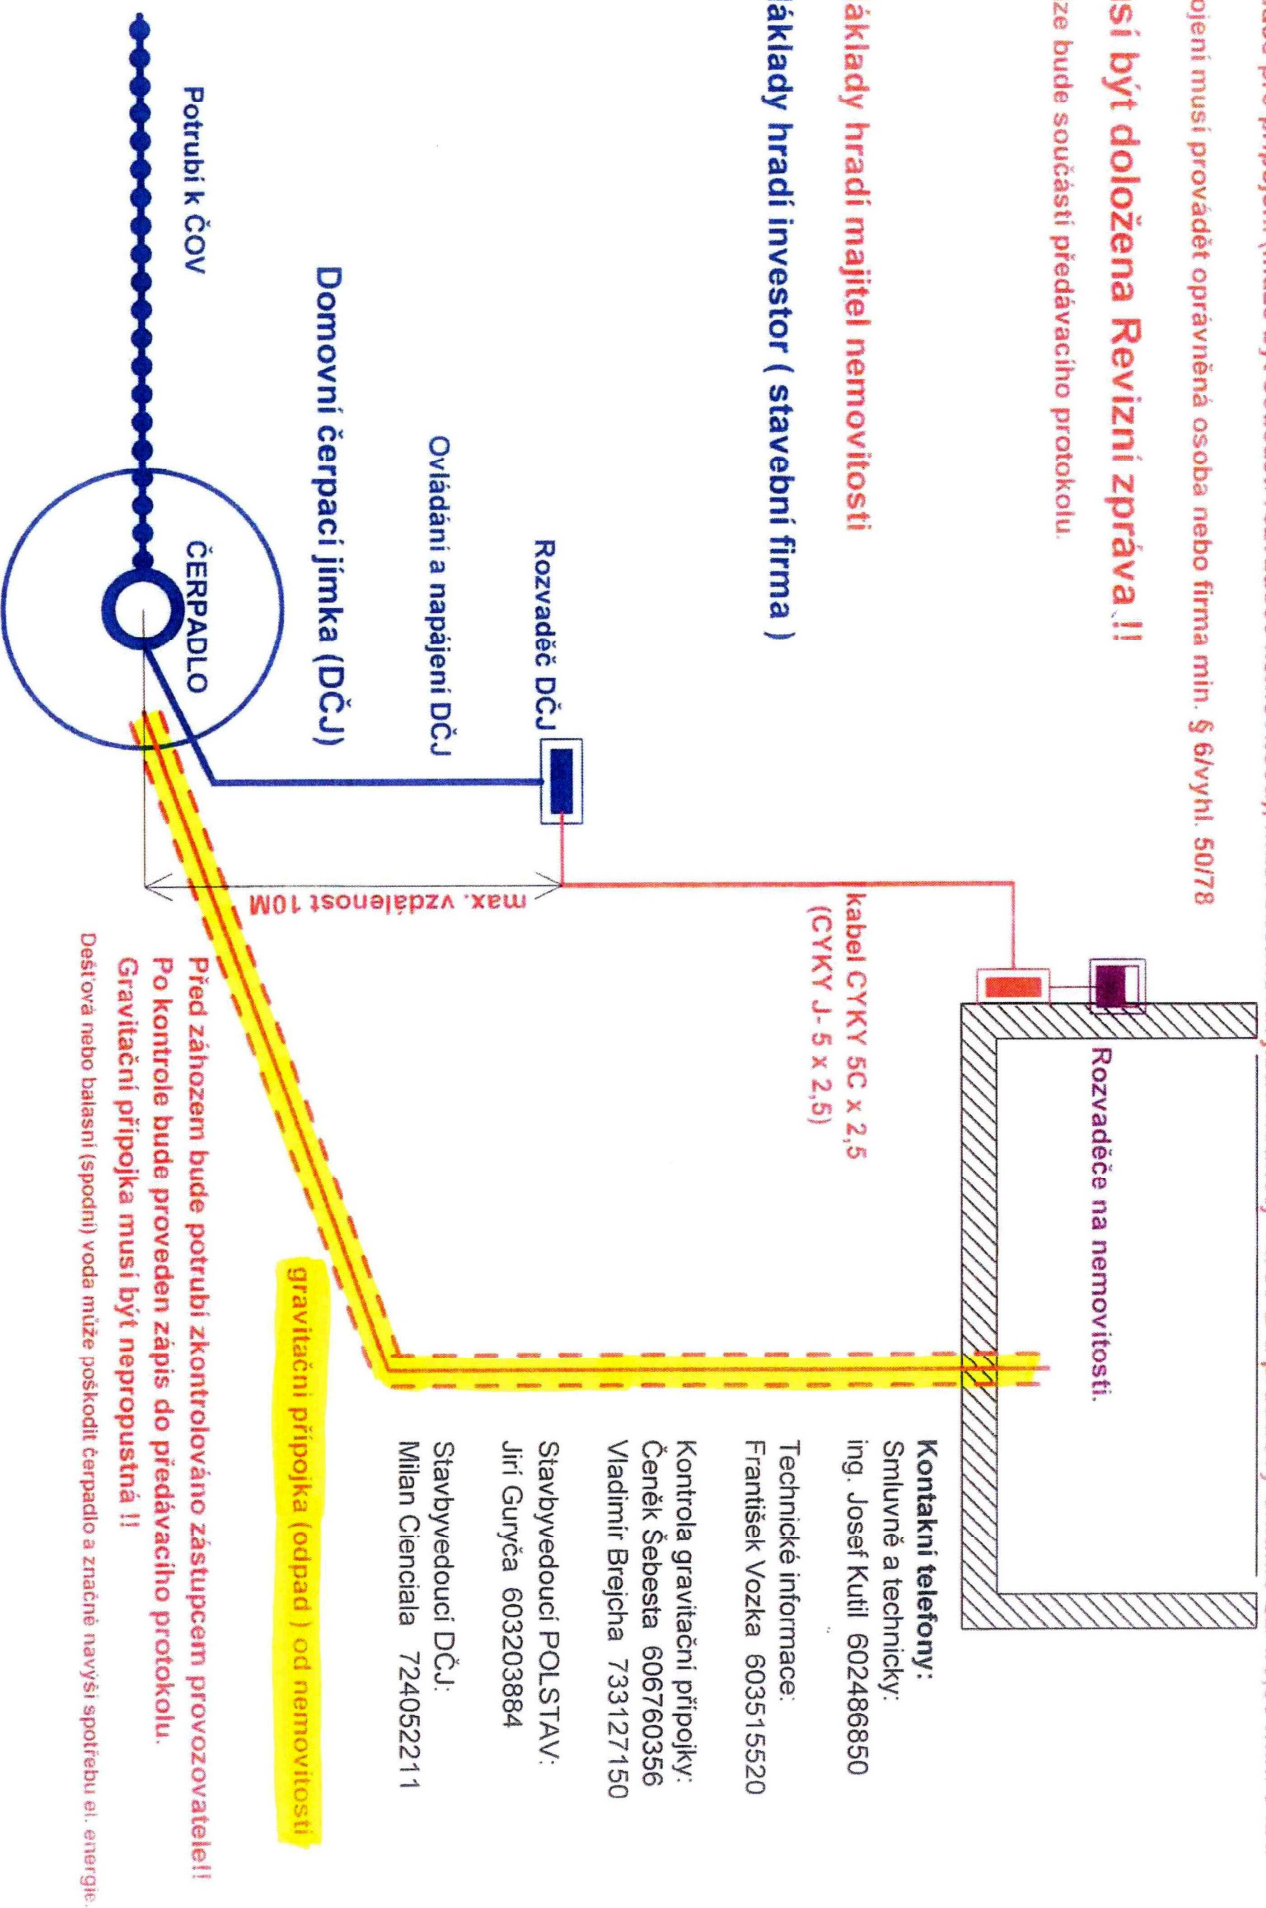 ojení musí provádět oprávněná osoba nebo firma min. § 6/vyhl. 50/78
sí být doložena Revizní zpráva !!
ze bude součástí předávacího protokolu.
áklady hradí majitel nemovitosti
áklady hradí investor ( stavební firma )
Rozvaděče na nemovitosti.
kabel CYKY 5C x 2,5
(CYKY J- 5 x 2,5)
Rozvaděč DČJ
max. vzdálenost 10M
Ovládání a napájení DČJ
Domovní čerpací jímka (DČJ)
Potrubí k ČOV
ČERPADLO
Kontakní telefony:
Smluvně a technicky:
ing. Josef Kutil 602486850
Technické informace:
František Vozka 603515520
Kontrola gravitační přípojky:
Čeněk Šebesta 606760356
Vladimír Brejcha 733127150
Stavbyvedoucí POLSTAV:
Jirí Guryča 603203884
Stavbyvedoucí DČJ:
Milan Cienciala 724052211
gravitační přípojka (odpad ) od nemovitosti
Před záhozem bude potrubí zkontrolováno zástupcem provozovatele!!
Po kontrole bude proveden zápis do předávacího protokolu.
Gravitační přípojka musí být nepropustná !!
Dešťová nebo balasní (spodní) voda může poškodit čerpadlo a značně navýší spotřebu el. energie.